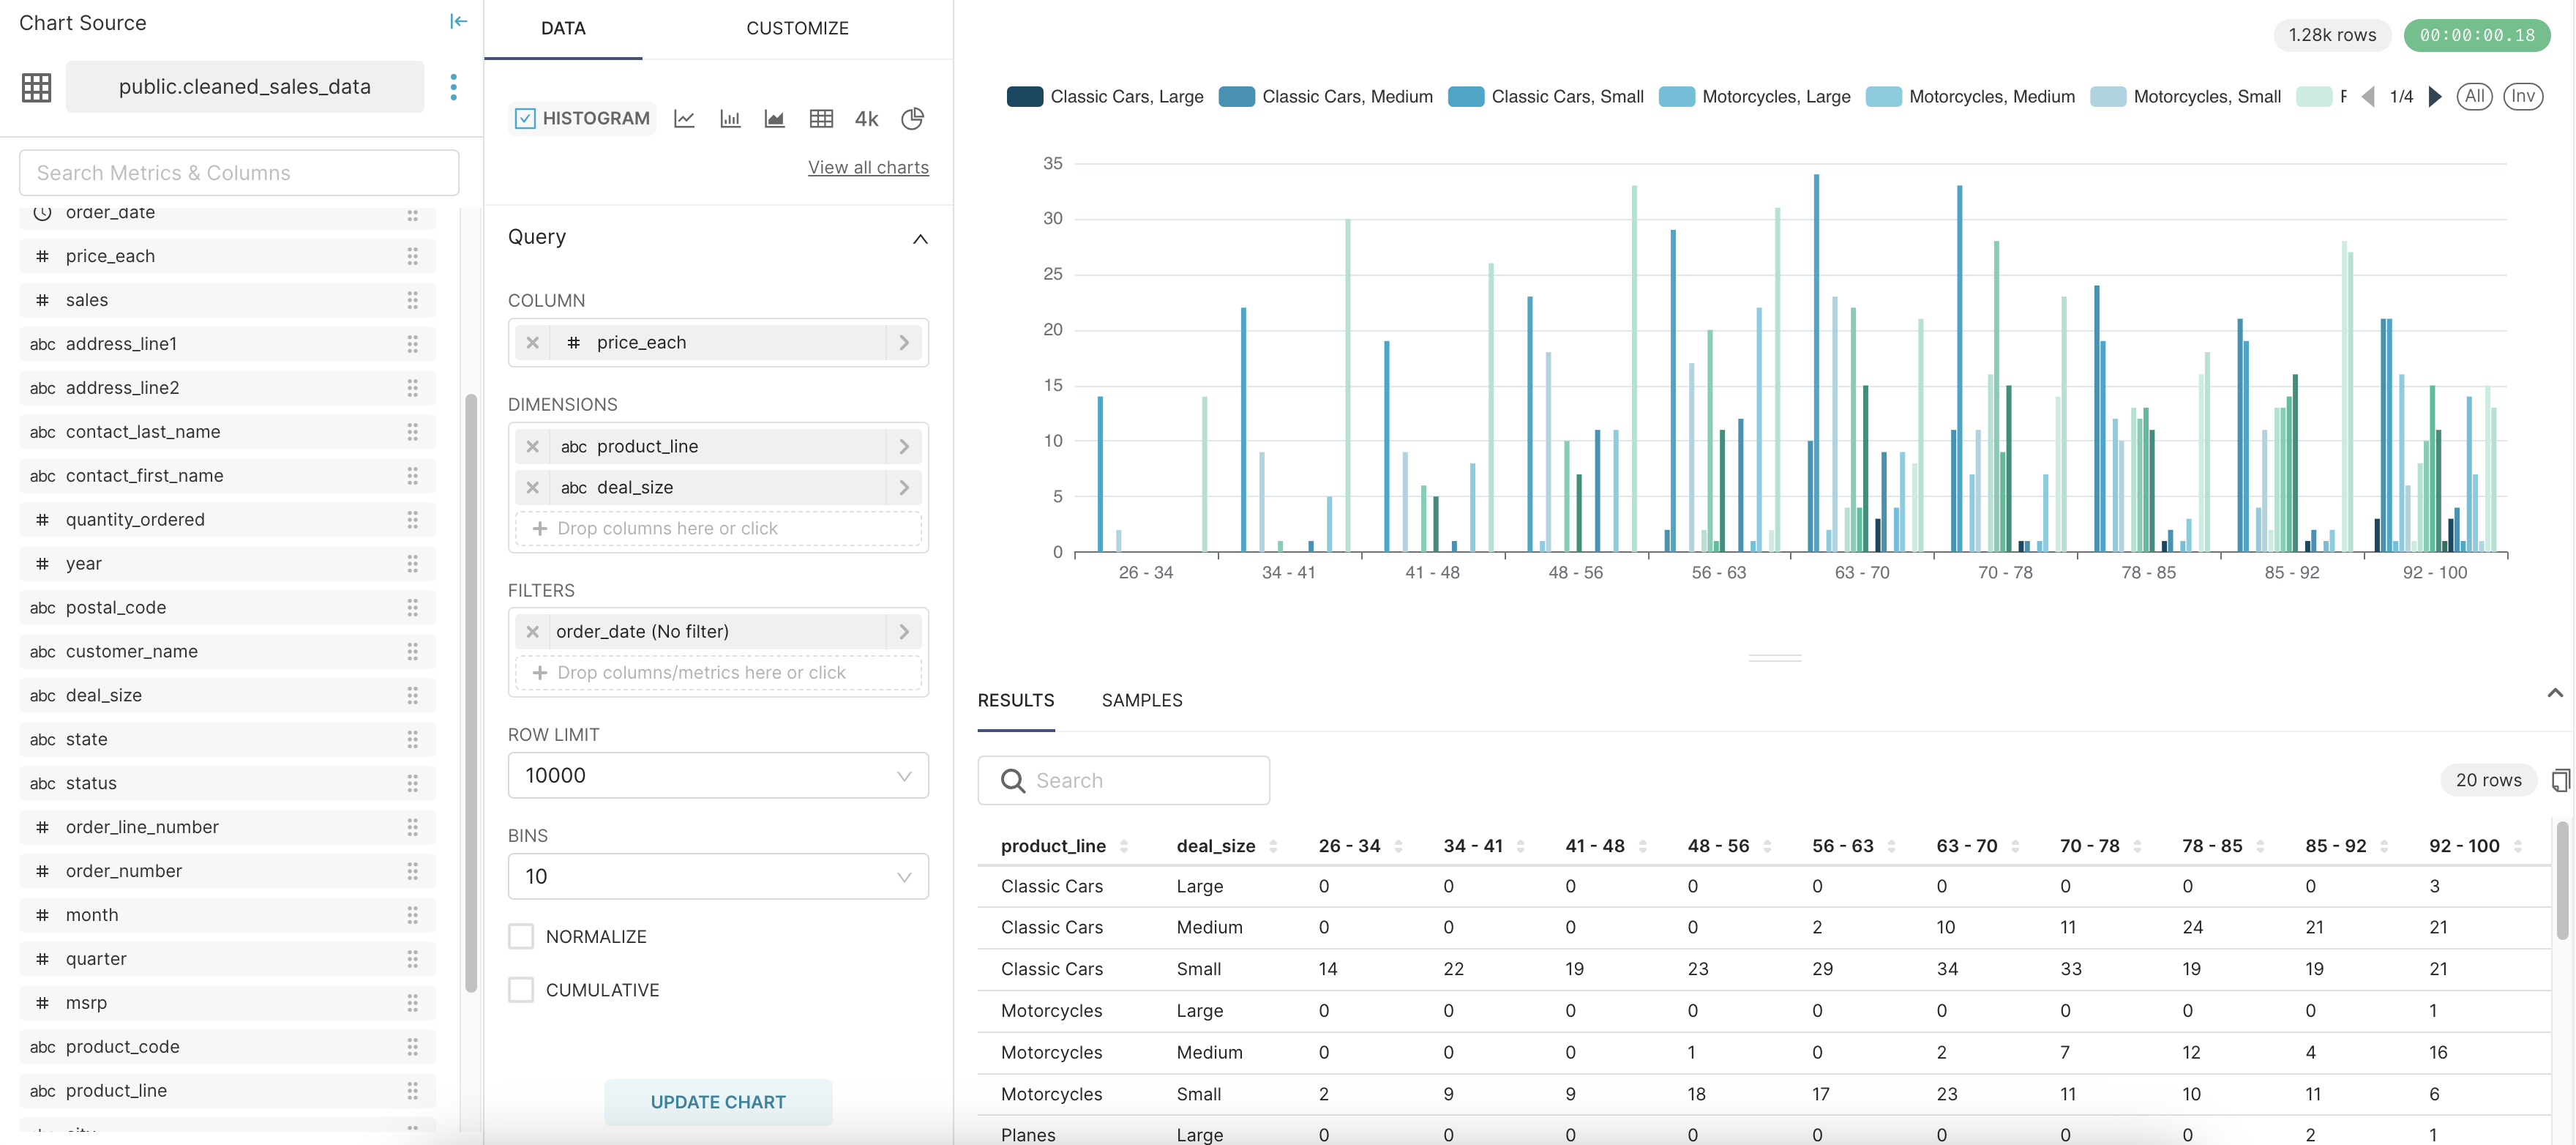 Chart Source
public.cleaned_sales_data
Search Metrics & Columns
order_date
# price_each
# sales
abc address_line1
abc address_line2
abc contact_last_name
abc contact_first_name
# quantity_ordered
# year
abc postal_code
abc customer_name
abc deal_size
abc state
abc status
# order_line_number
# order_number
# month
# quarter
# msrp
abc product_code
abc product_line
DATA CUSTOMIZE
HISTOGRAM 4k
View all charts
Query
COLUMN
# price_each
DIMENSIONS
abc product_line
abc deal_size
Drop columns here or click
FILTERS
order_date (No filter)
Drop columns/metrics here or click
ROW LIMIT
10000
BINS
10
NORMALIZE
CUMULATIVE
UPDATE CHART
1.28k rows 00:00:00.18
Classic Cars, Large Classic Cars, Medium Classic Cars, Small Motorcycles, Large Motorcycles, Medium Motorcycles, Small 1/4 All Inv
35
30
25
20
15
10
5
0
26 - 34 34 - 41 41 - 48 48 - 56 56 - 63 63 - 70 70 - 78 78 - 85 85 - 92 92 - 100
RESULTS SAMPLES
Search
20 rows
product_line deal_size 26 - 34 34 - 41 41 - 48 48 - 56 56 - 63 63 - 70 70 - 78 78 - 85 85 - 92 92 - 100
Classic Cars Large 0 0 0 0 0 0 0 0 0 3
Classic Cars Medium 0 0 0 0 2 10 11 24 21 21
Classic Cars Small 14 22 19 23 29 34 33 19 19 21
Motorcycles Large 0 0 0 0 0 0 0 0 0 1
Motorcycles Medium 0 0 0 1 0 2 7 12 4 16
Motorcycles Small 2 9 9 18 17 23 11 10 11 6
Planes Large 0 0 0 0 0 0 0 0 2 1